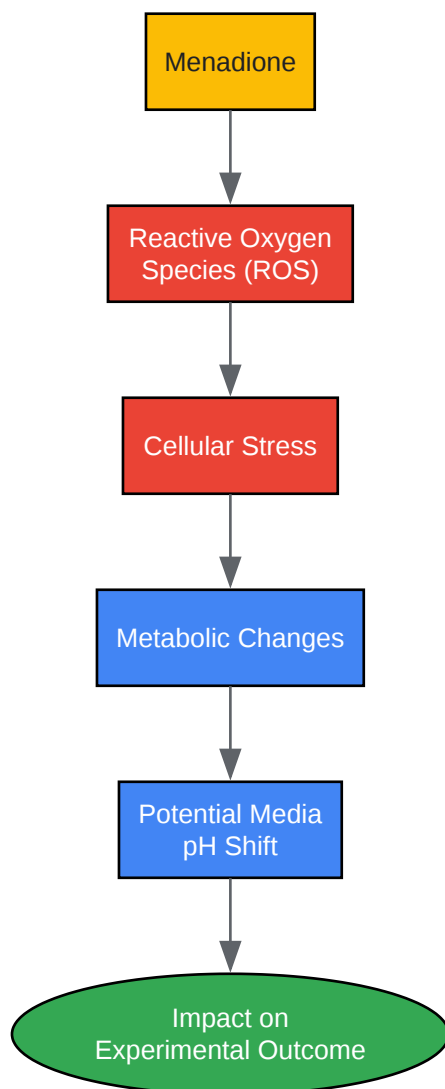 Menadione
Reactive Oxygen
Species (ROS)
Cellular Stress
Metabolic Changes
Potential Media
pH Shift
Impact on
Experimental Outcome